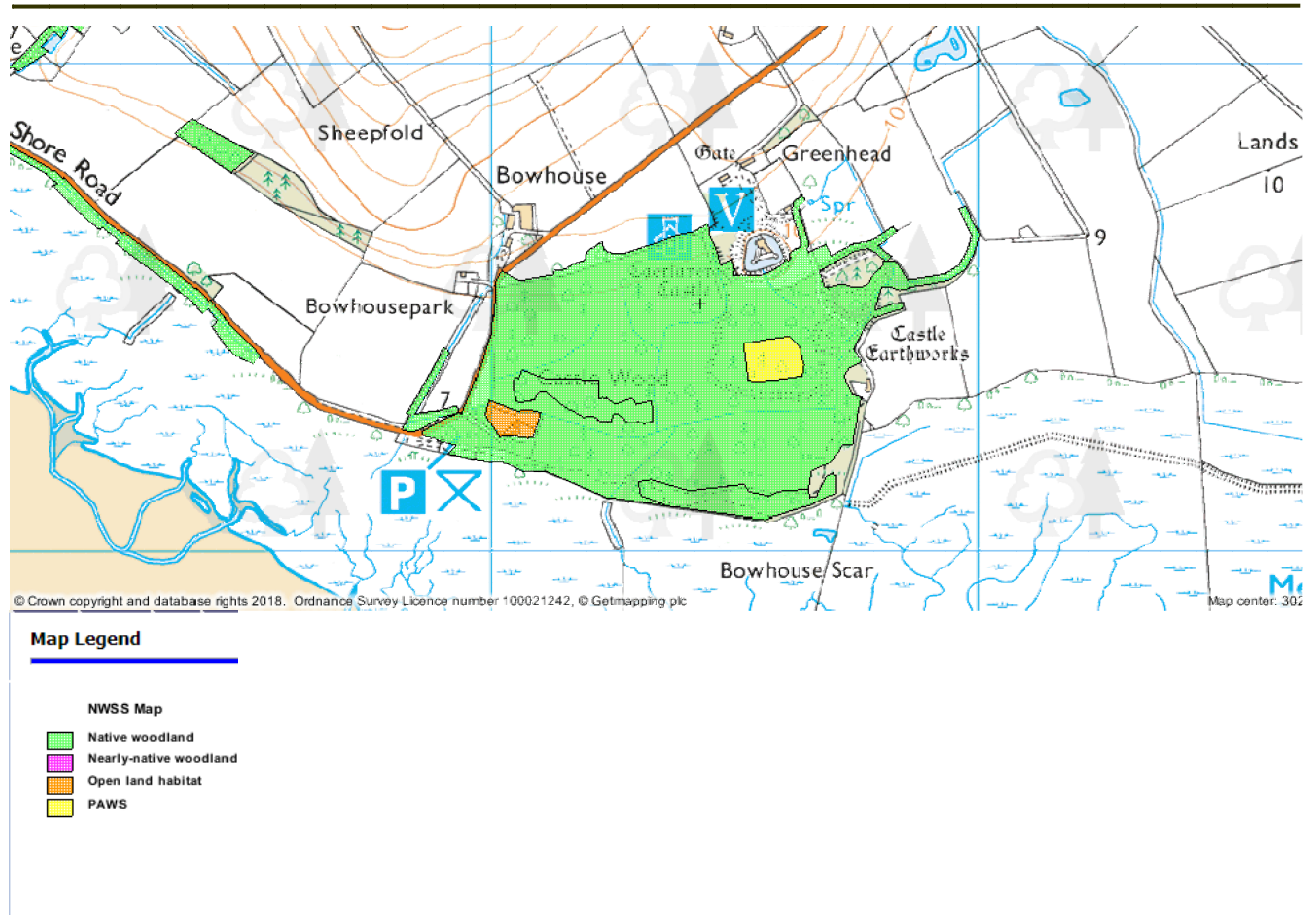 y
e
Shore Road
Sheepfold
Bowhouse
Gate
Greenhead
10
Lands
10
V
Spr
9
Bowhousepark
Castle
Earthworks
Wood
7
P
Bowhouse Scar
© Crown copyright and database rights 2018. Ordnance Survey Licence number 100021242, © Getmapping plc
Map center: 302
Map Legend
NWSS Map
Native woodland
Nearly-native woodland
Open land habitat
PAWS